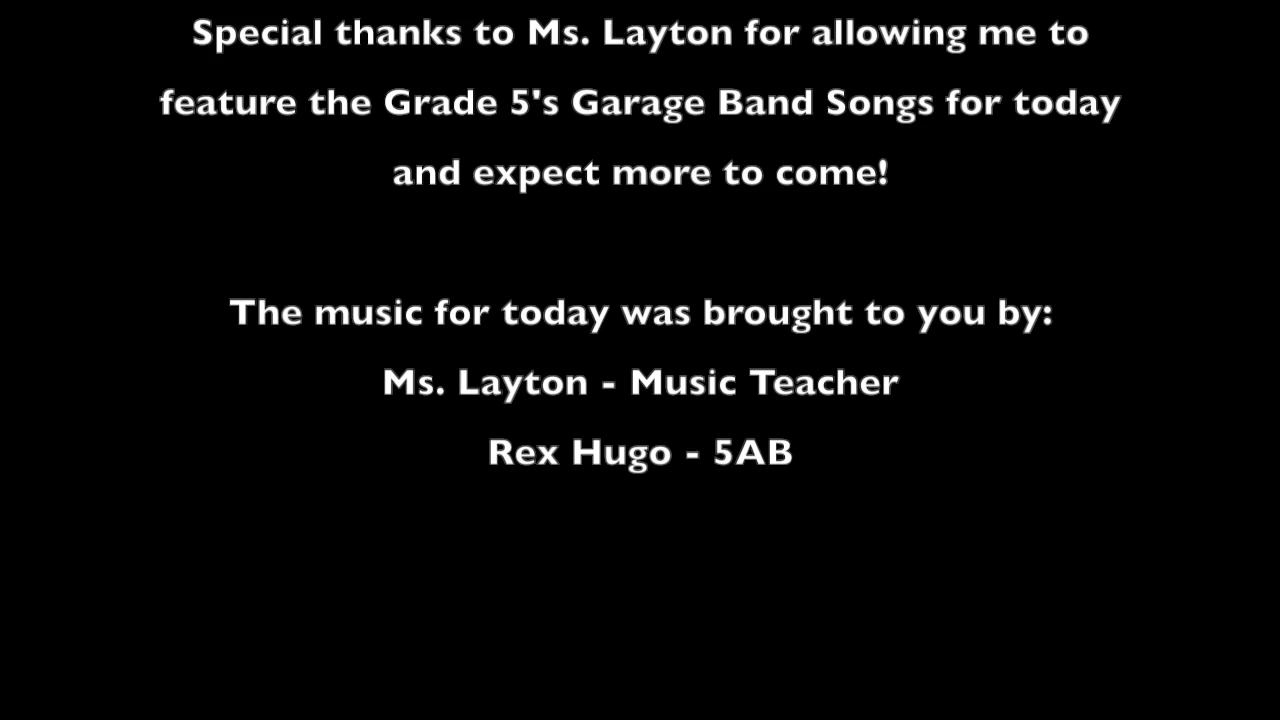 Special thanks to Ms. Layton for allowing me to
feature the Grade 5's Garage Band Songs for today
and expect more to come!
The music for today was brought to you by:
Ms. Layton - Music Teacher
Rex Hugo - 5AB